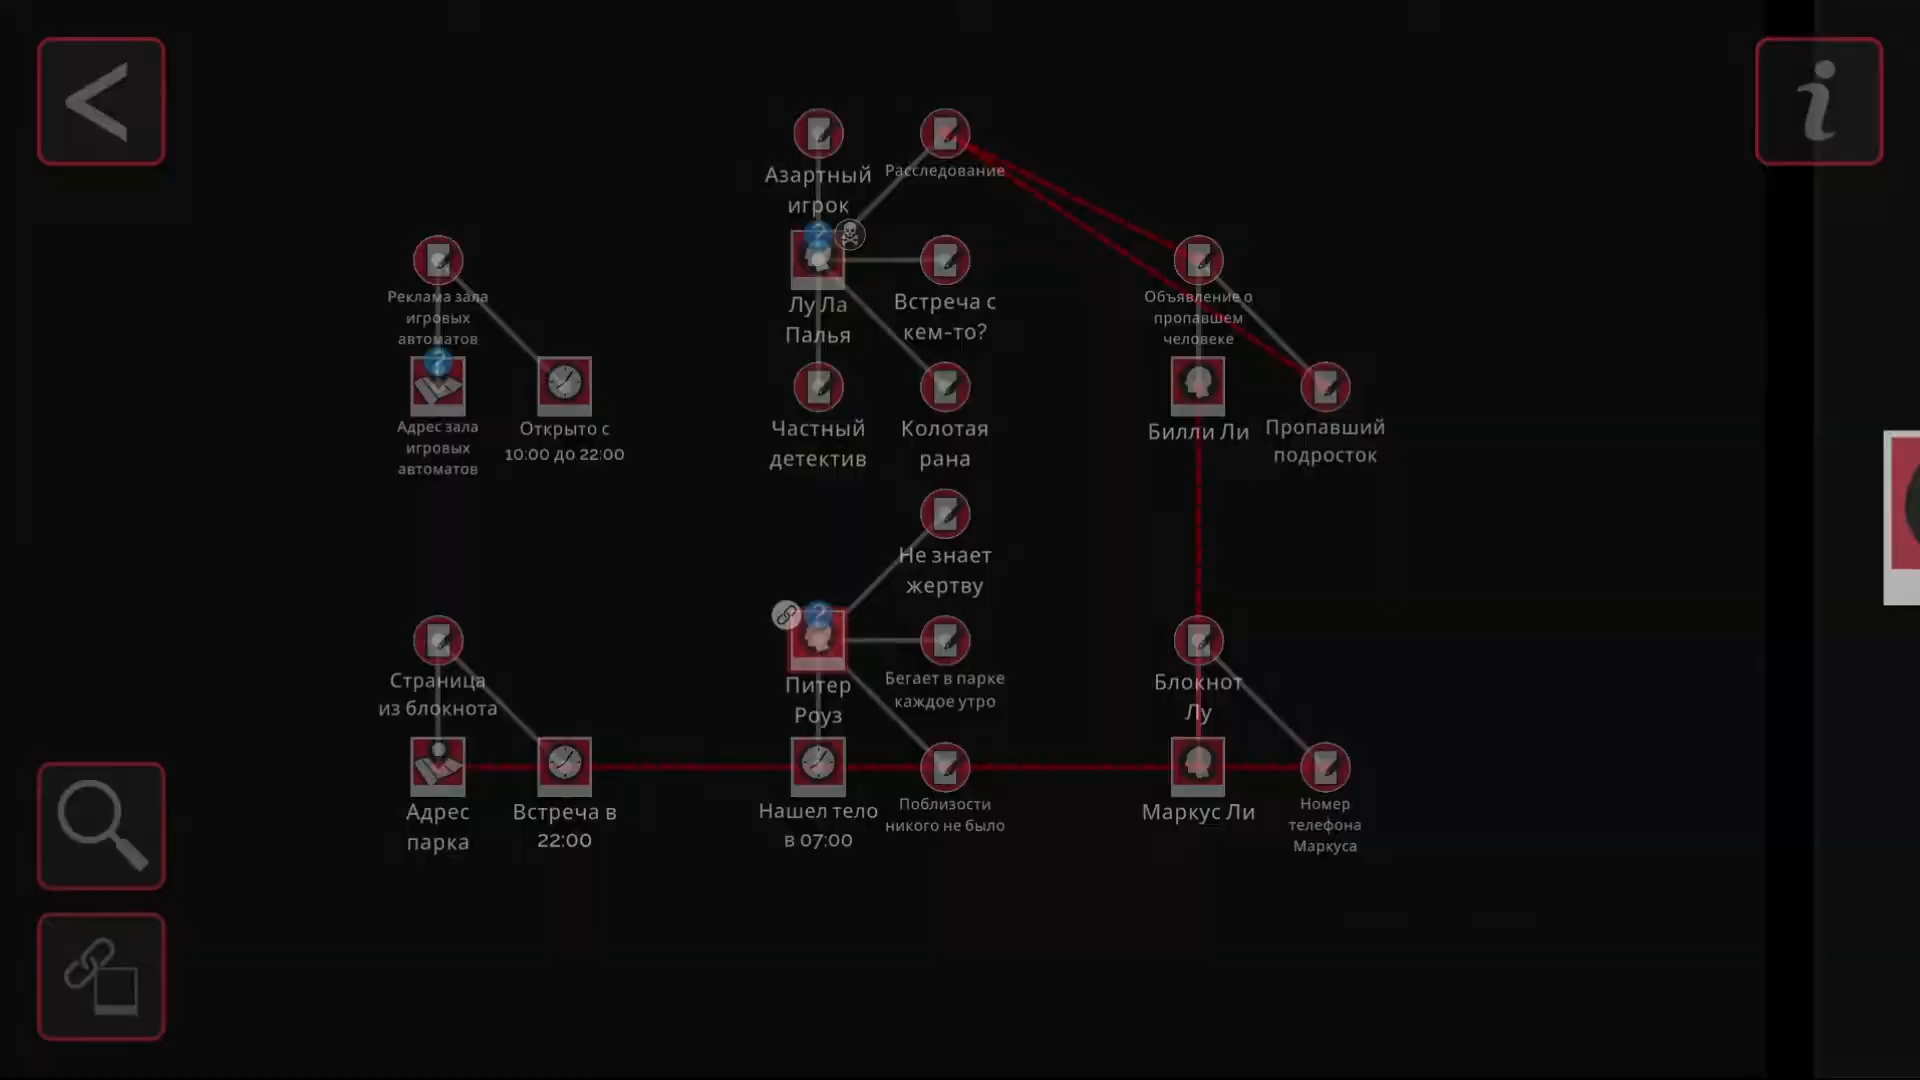 Азартный
игрок
Расследование
Реклама зала
игровых
автоматов
Лу Ла
Палья
Встреча с
кем-то?
Объявление о
пропавшем
человеке
Адрес зала
игровых
автоматов
Открыто с
10:00 до 22:00
Частный
детектив
Колотая
рана
Билли Ли
Пропавший
подросток
Не знает
жертву
Страница
из блокнота
Питер
Роуз
Бегает в парке
каждое утро
Блокнот
Лу
Адрес
парка
Встреча в
22:00
Нашел тело
в 07:00
Поблизости
никого не было
Маркус Ли
Номер
телефона
Маркуса